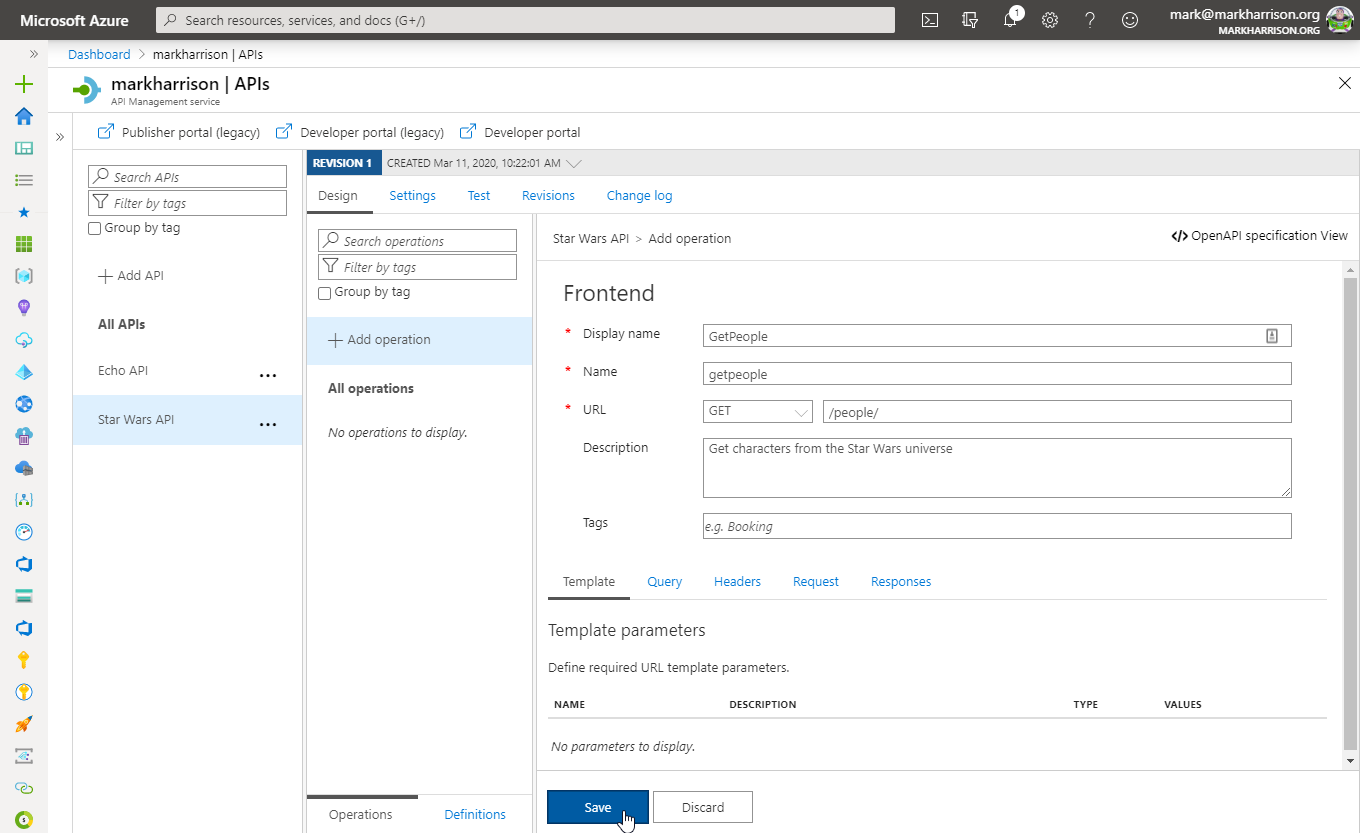 Microsoft Azure
Search resources, services, and docs (G+/)
1
mark@markharrison.org
MARKHARRISON.ORG
Dashboard > markharrison | APIs
markharrison | APIs
API Management service
Publisher portal (legacy)
Developer portal (legacy)
Developer portal
Search APIs
Filter by tags
Group by tag
Add API
All APIs
Echo API
Star Wars API
REVISION 1
CREATED Mar 11, 2020, 10:22:01 AM
Design
Settings
Test
Revisions
Change log
Search operations
Filter by tags
Group by tag
Add operation
All operations
No operations to display.
Operations
Definitions
Star Wars API > Add operation
</> OpenAPI specification View
Frontend
* Display name
GetPeople
* Name
getpeople
* URL
GET
/people/
Description
Get characters from the Star Wars universe
Tags
e.g. Booking
Template
Query
Headers
Request
Responses
Template parameters
Define required URL template parameters.
NAME DESCRIPTION TYPE VALUES
No parameters to display.
Save
Discard